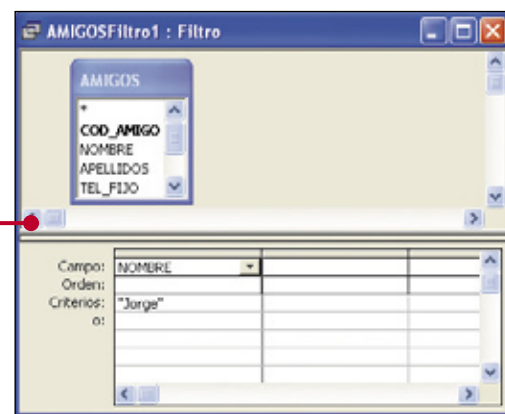 AMIGOSFiltro1 : Filtro
AMIGOS
*
COD_AMIGO
NOMBRE
APELLIDOS
TEL_FIJO
Campo: NOMBRE
Orden:
Criterios: "Jorge"
o: